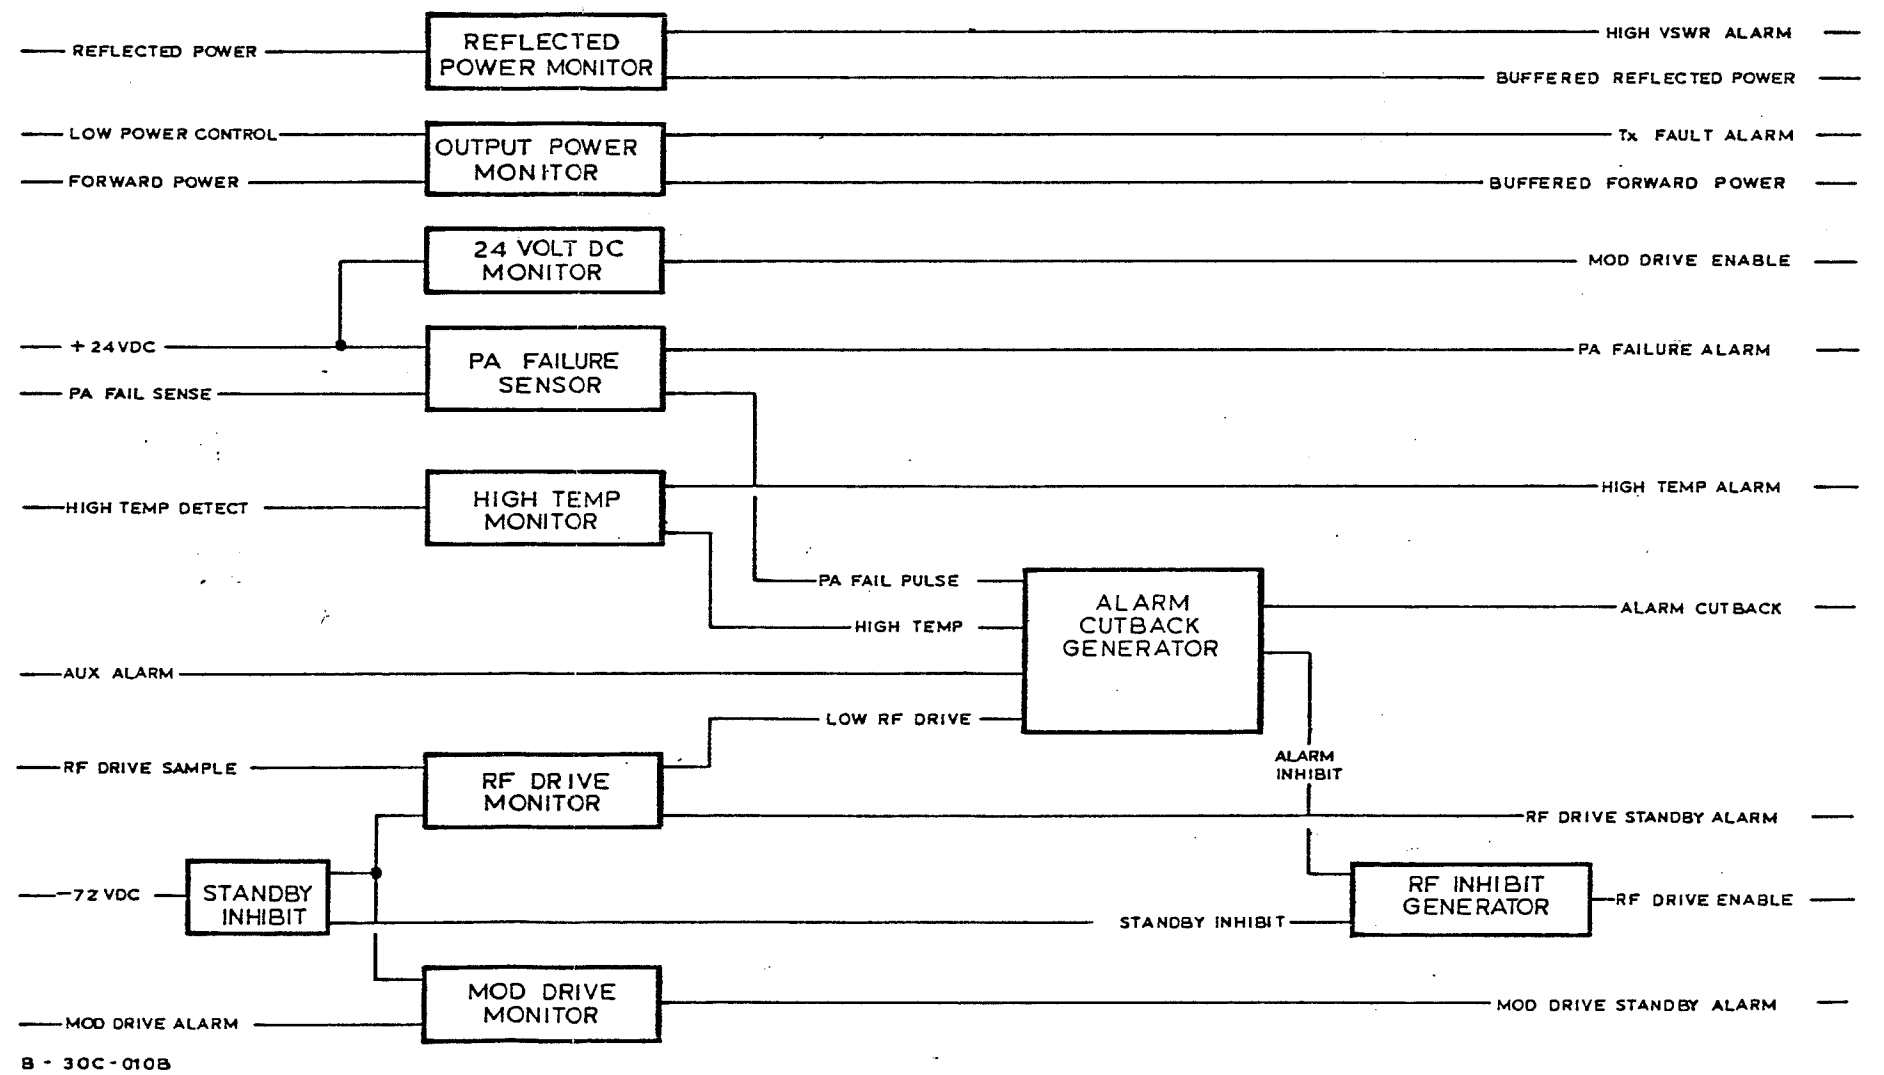 REFLECTED POWER
REFLECTED
POWER MONITOR
HIGH VSWR ALARM
BUFFERED REFLECTED POWER
LOW POWER CONTROL
FORWARD POWER
OUTPUT POWER
MONITOR
Tx FAULT ALARM
BUFFERED FORWARD POWER
24 VOLT DC
MONITOR
MOD DRIVE ENABLE
+24VDC
PA FAIL SENSE
PA FAILURE
SENSOR
PA FAILURE ALARM
HIGH TEMP DETECT
HIGH TEMP
MONITOR
HIGH TEMP ALARM
PA FAIL PULSE
HIGH TEMP
AUX ALARM
LOW RF DRIVE
ALARM
CUTBACK
GENERATOR
ALARM CUTBACK
ALARM
INHIBIT
RF DRIVE SAMPLE
RF DRIVE
MONITOR
RF DRIVE STANDBY ALARM
-72 VDC
STANDBY
INHIBIT
STANDBY INHIBIT
RF INHIBIT
GENERATOR
RF DRIVE ENABLE
MOD DRIVE ALARM
MOD DRIVE
MONITOR
MOD DRIVE STANDBY ALARM
B - 30C-010B